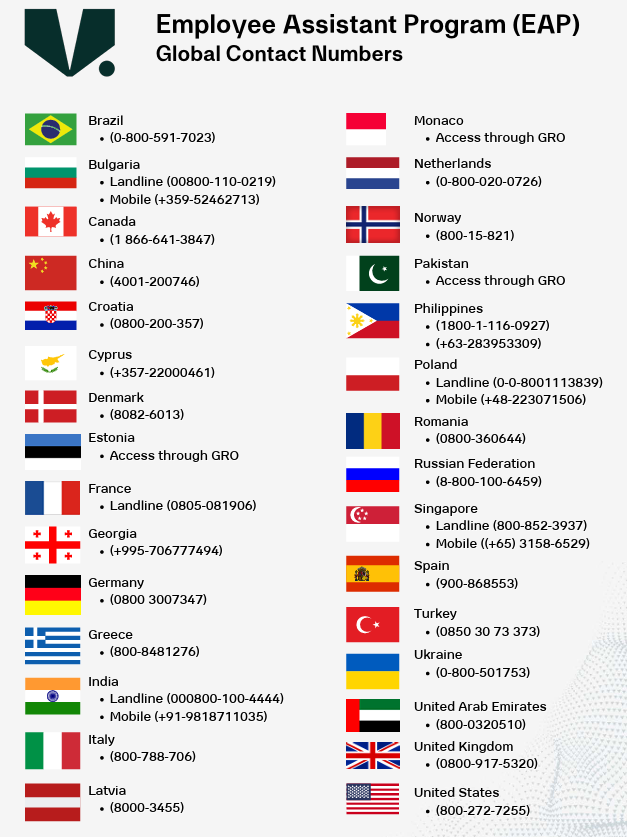 Employee Assistant Program (EAP)
Global Contact Numbers
Brazil
• (0-800-591-7023)
Bulgaria
• Landline (00800-110-0219)
• Mobile (+359-52462713)
Canada
• (1 866-641-3847)
China
• (4001-200746)
Croatia
• (0800-200-357)
Cyprus
• (+357-22000461)
Denmark
• (8082-6013)
Estonia
• Access through GRO
France
• Landline (0805-081906)
Georgia
• (+995-706777494)
Germany
• (0800 3007347)
Greece
• (800-8481276)
India
• Landline (000800-100-4444)
• Mobile (+91-9818711035)
Italy
• (800-788-706)
Latvia
• (8000-3455)
Monaco
• Access through GRO
Netherlands
• (0-800-020-0726)
Norway
• (800-15-821)
Pakistan
• Access through GRO
Philippines
• (1800-1-116-0927)
• (+63-283953309)
Poland
• Landline (0-0-8001113839)
• Mobile (+48-223071506)
Romania
• (0800-360644)
Russian Federation
• (8-800-100-6459)
Singapore
• Landline (800-852-3937)
• Mobile ((+65) 3158-6529)
Spain
• (900-868553)
Turkey
• (0850 30 73 373)
Ukraine
• (0-800-501753)
United Arab Emirates
• (800-0320510)
United Kingdom
• (0800-917-5320)
United States
• (800-272-7255)